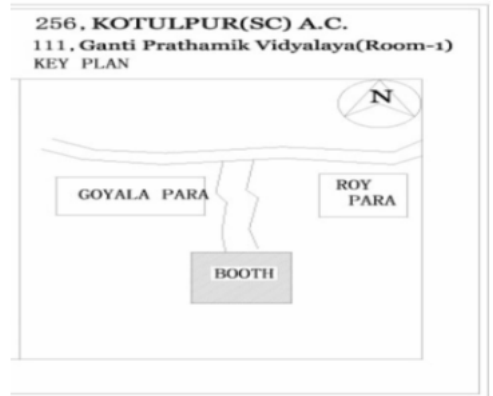 256, KOTULPUR(SC) A.C.
111, Ganti Prathamik Vidyalaya(Room-1)
KEY PLAN
N
GOYALA PARA
ROY
PARA
BOOTH